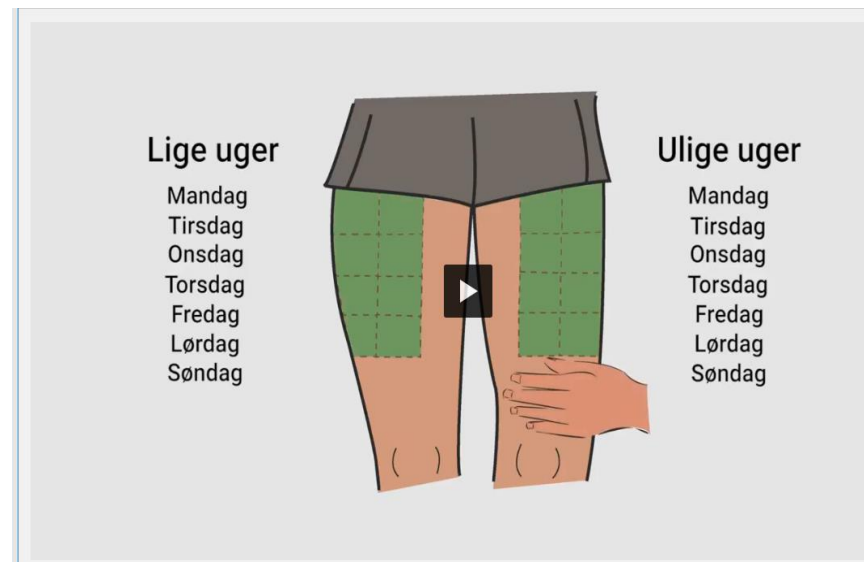 Lige uger
Mandag
Tirsdag
Onsdag
Torsdag
Fredag
Lørdag
Søndag
Ulige uger
Mandag
Tirsdag
Onsdag
Torsdag
Fredag
Lørdag
Søndag